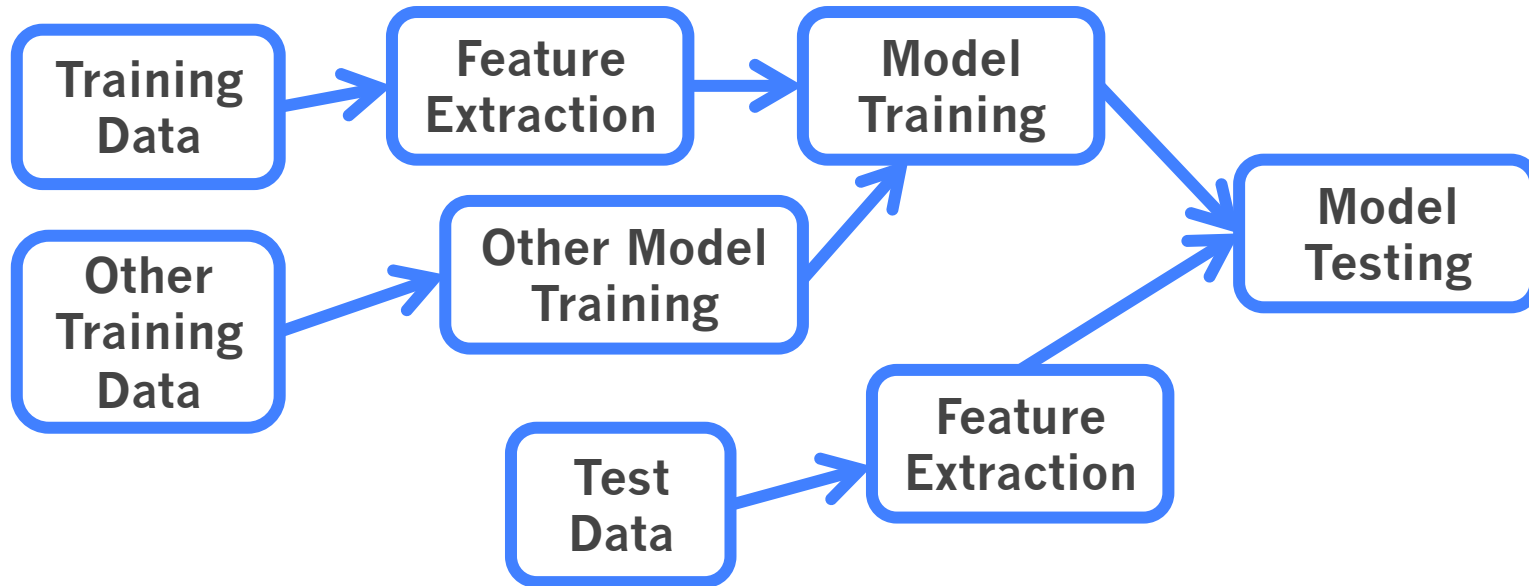 Training
Data
Feature
Extraction
Model
Training
Other
Training
Data
Other Model
Training
Model
Testing
Test
Data
Feature
Extraction